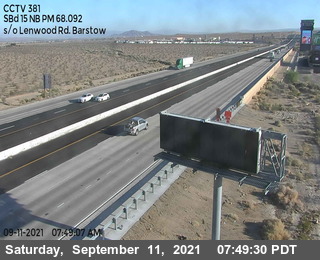 CCTV 381
SBd 15 NB PM 68.092
s/o Lenwood Rd. Barstow
09-11-2021 07:49:07 AM
Saturday, September 11, 2021 07:49:30 PDT